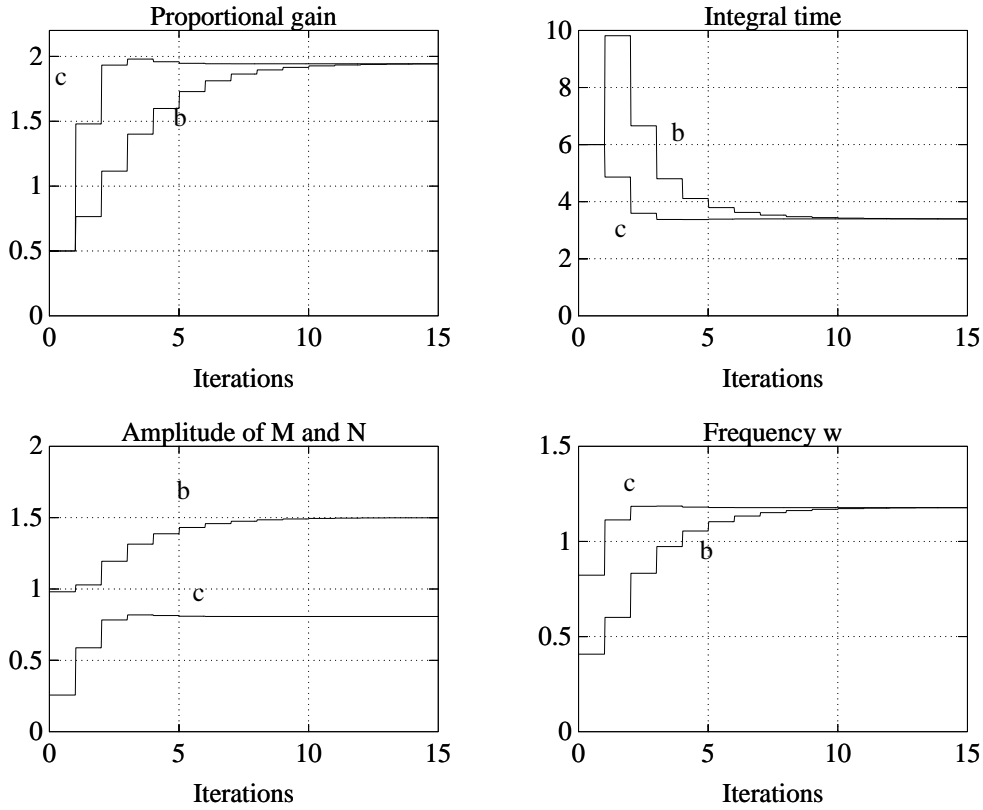 Proportional gain
2
1.5
1
0.5
0
c
b
0 5 10 15
Iterations
Integral time
10
8
6
4
2
0
b
c
0 5 10 15
Iterations
Amplitude of M and N
2
1.5
1
0.5
0
b
c
0 5 10 15
Iterations
Frequency w
1.5
1
0.5
0
c
b
0 5 10 15
Iterations